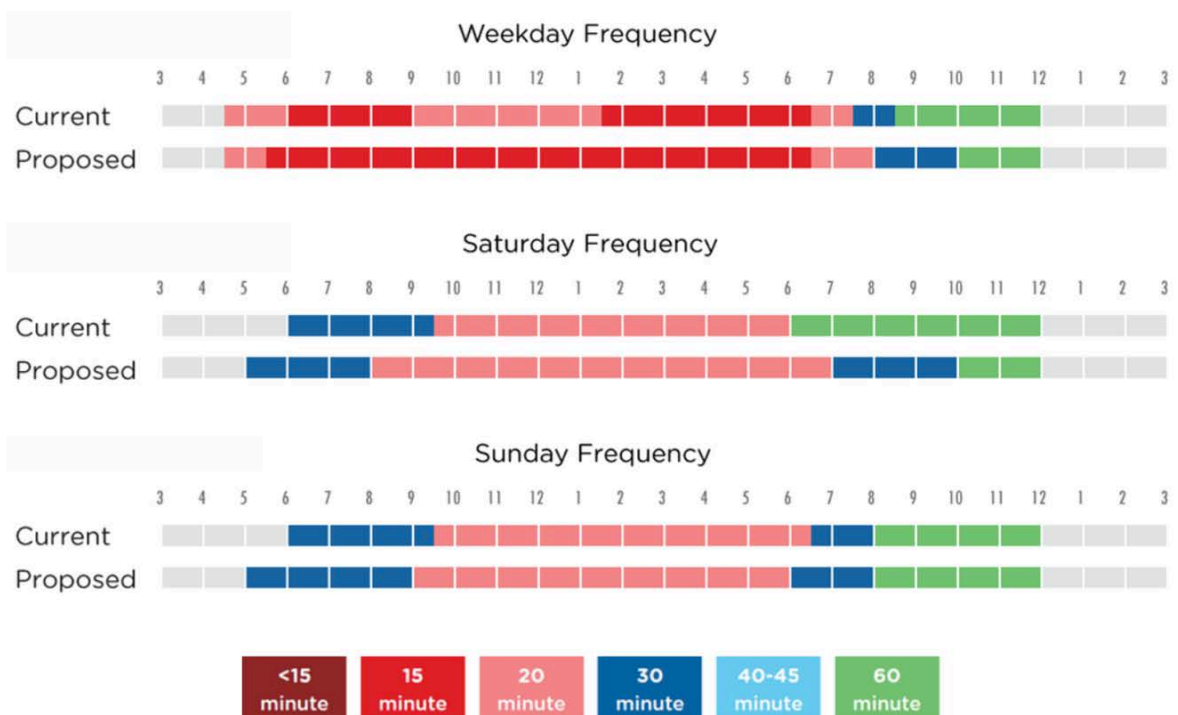 Weekday Frequency
3 4 5 6 7 8 9 10 11 12 1 2 3 4 5 6 7 8 9 10 11 12 1 2 3
Current
Proposed
Saturday Frequency
3 4 5 6 7 8 9 10 11 12 1 2 3 4 5 6 7 8 9 10 11 12 1 2 3
Current
Proposed
Sunday Frequency
3 4 5 6 7 8 9 10 11 12 1 2 3 4 5 6 7 8 9 10 11 12 1 2 3
Current
Proposed
<15 15 20 30 40-45 60
minute minute minute minute minute minute